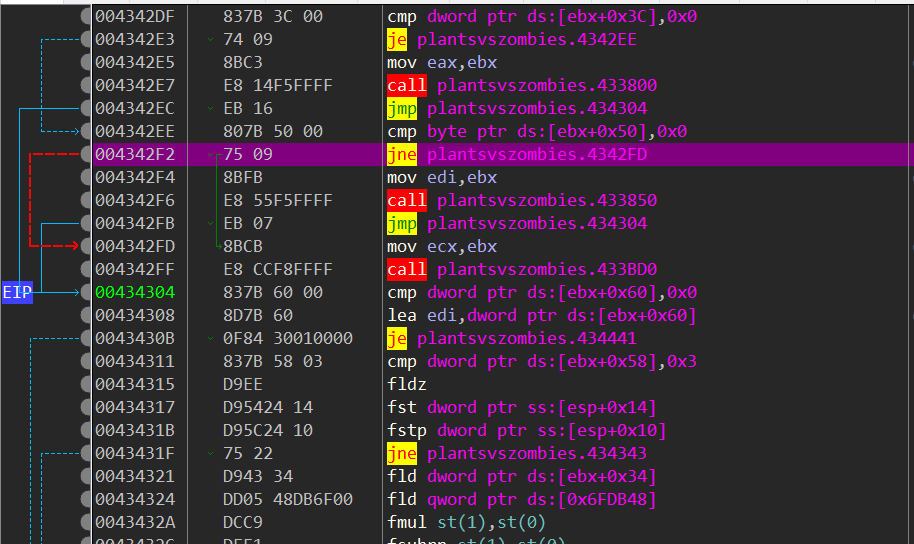 004342DF 837B 3C 00 cmp dword ptr ds:[ebx+0x3C],0x0
004342E3 74 09 je plantsvszombies.4342EE
004342E5 8BC3 mov eax,ebx
004342E7 E8 14F5FFFF call plantsvszombies.433800
004342EC EB 16 jmp plantsvszombies.434304
004342EE 807B 50 00 cmp byte ptr ds:[ebx+0x50],0x0
004342F2 75 09 jne plantsvszombies.4342FD
004342F4 8BFB mov edi,ebx
004342F6 E8 55F5FFFF call plantsvszombies.433850
004342FB EB 07 jmp plantsvszombies.434304
004342FD 8BCB mov ecx,ebx
004342FF E8 CCF8FFFF call plantsvszombies.433BD0
EIP 00434304 837B 60 00 cmp dword ptr ds:[ebx+0x60],0x0
00434308 8D7B 60 lea edi,dword ptr ds:[ebx+0x60]
0043430B 0F84 30010000 je plantsvszombies.434441
00434311 837B 58 03 cmp dword ptr ds:[ebx+0x58],0x3
00434315 D9EE fldz
00434317 D95424 14 fst dword ptr ss:[esp+0x14]
0043431B D95C24 10 fstp dword ptr ss:[esp+0x10]
0043431F 75 22 jne plantsvszombies.434343
00434321 D943 34 fld dword ptr ds:[ebx+0x34]
00434324 DD05 48DB6F00 fld qword ptr ds:[0x6FDB48]
0043432A DCC9 fmul st(1),st(0)